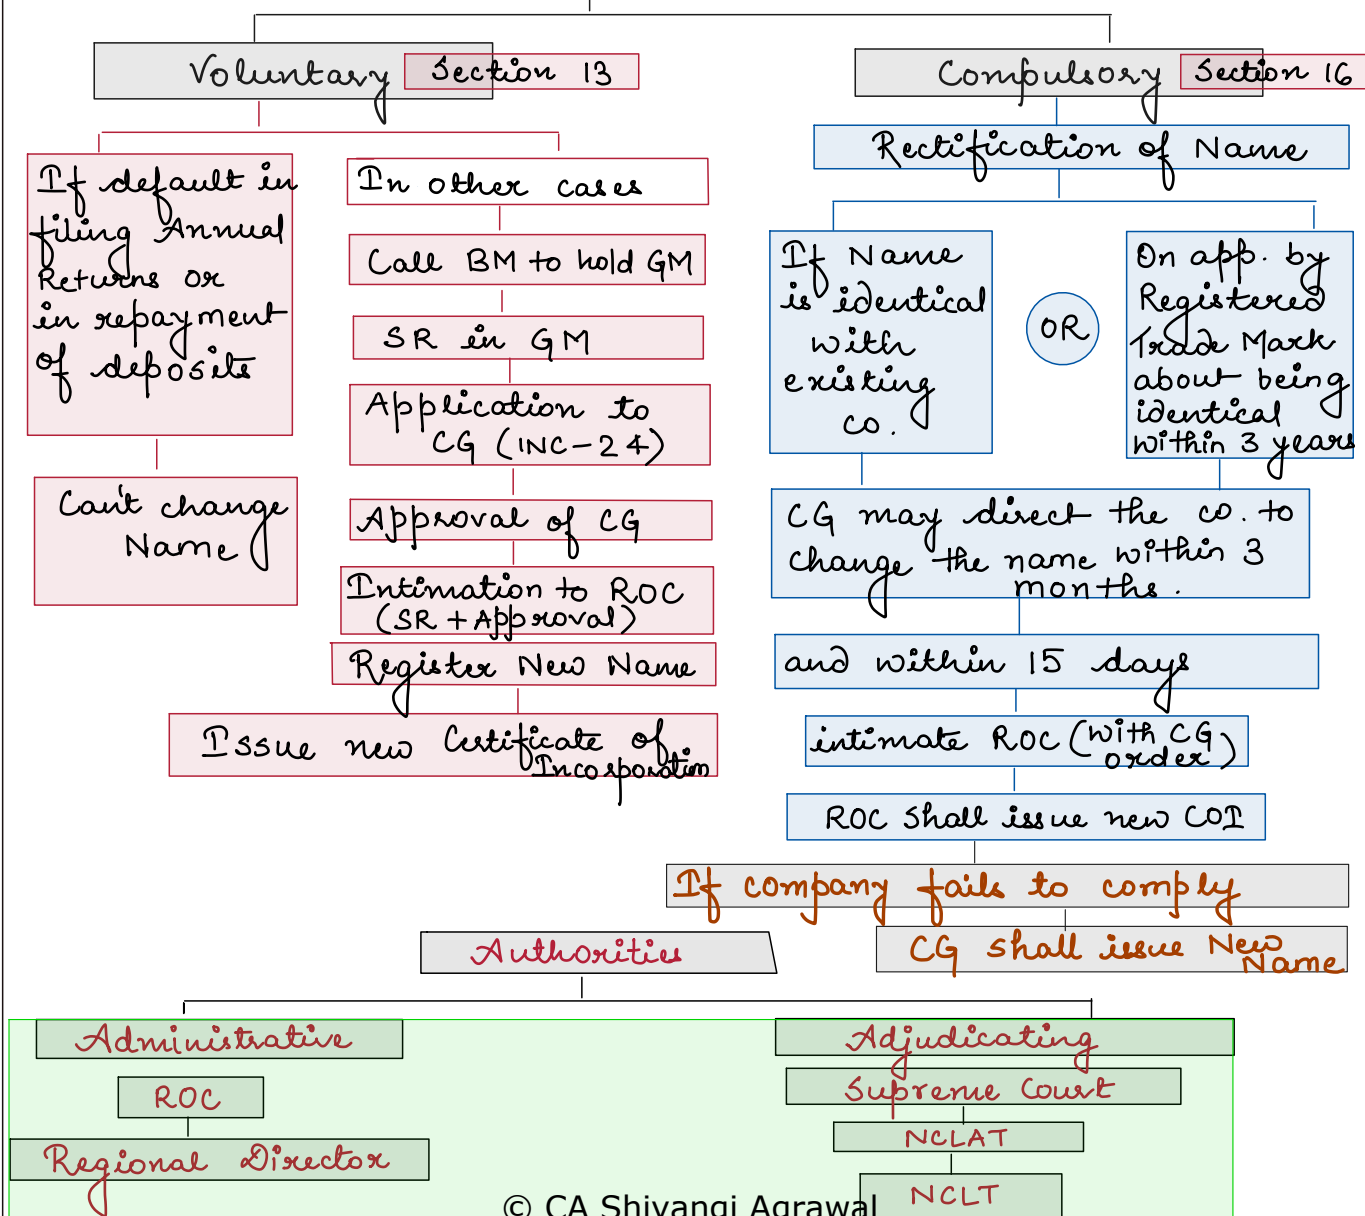 Voluntary
Section 13
If default in
filing Annual
Returns or
in repayment
of deposits
Can't change
Name
In other cases
Call BM to hold GM
SR in GM
Application to
CG (INC-24)
Approval of CG
Intimation to ROC
(SR + Approval)
Register New Name
Issue new Certificate of
Incorporation
Compulsory
Section 16
Rectification of Name
If Name
is identical
with
existing
co.
OR
On app. by
Registered
Trade Mark
about being
identical
within 3 years
CG may direct the co. to
change the name within 3
months.
and within 15 days
intimate ROC (with CG
order)
ROC shall issue new COI
If company fails to comply
CG shall issue New
Name
Authorities
Administrative
ROC
Regional Director
Adjudicating
Supreme Court
NCLAT
NCLT
© CA Shivangi Agrawal